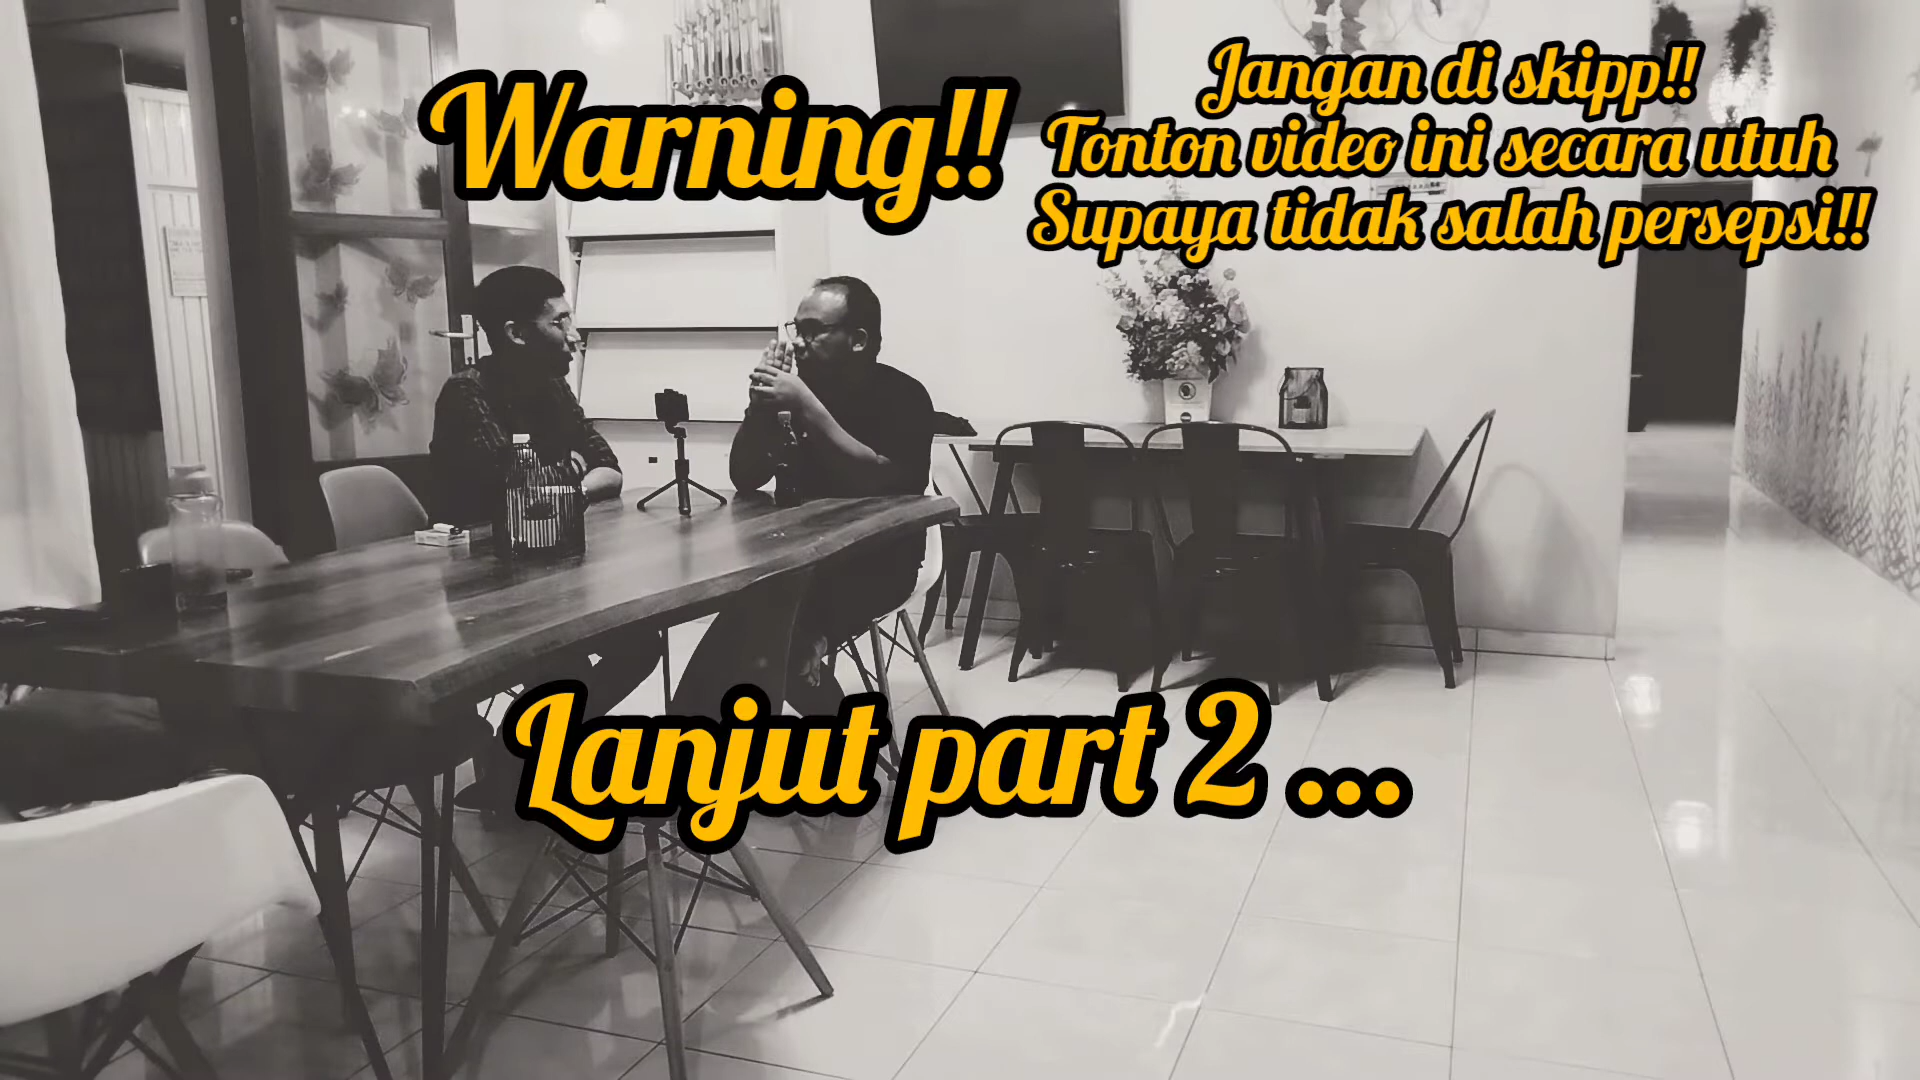 Warning!!
Jangan di skipp!!
Tonton video ini secara utuh
Supaya tidak salah persepsi!!
Lanjut part 2 ...